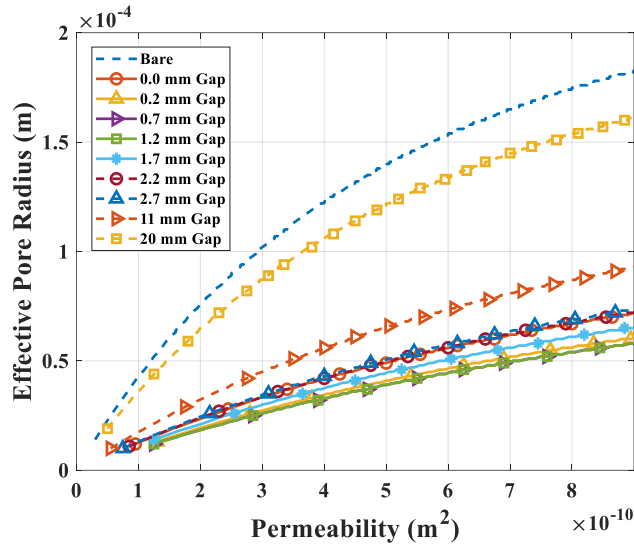 ×10⁻⁴
2
1.5
1
0.5
0
Effective Pore Radius (m)
Bare
0.0 mm Gap
0.2 mm Gap
0.7 mm Gap
1.2 mm Gap
1.7 mm Gap
2.2 mm Gap
2.7 mm Gap
11 mm Gap
20 mm Gap
0 1 2 3 4 5 6 7 8
×10⁻¹⁰
Permeability (m²)